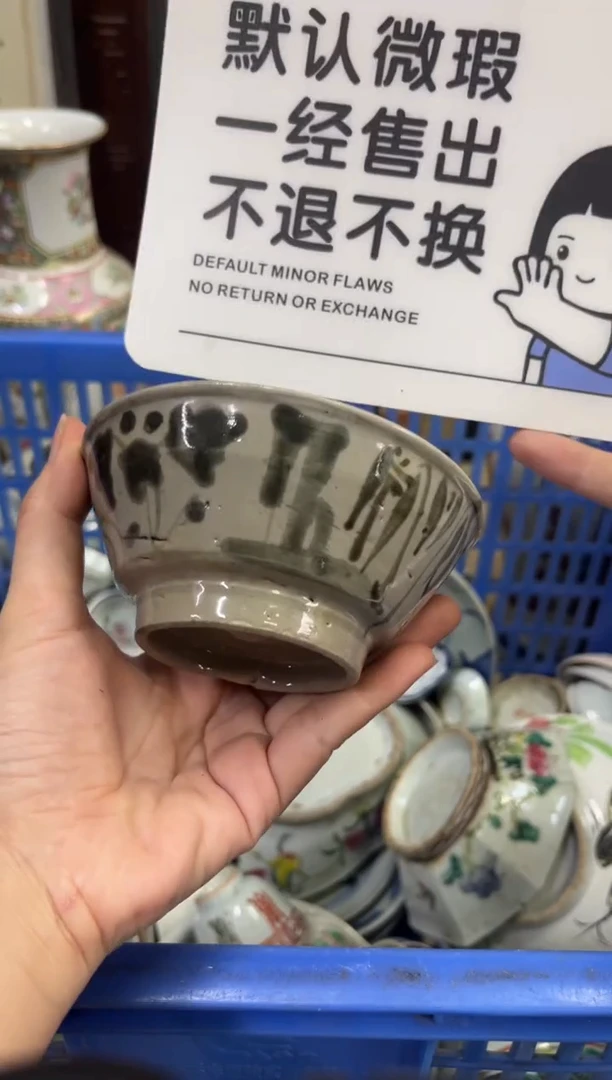 默认微瑕
一经售出
不退不换
DEFAULT MINOR FLAWS
NO RETURN OR EXCHANGE